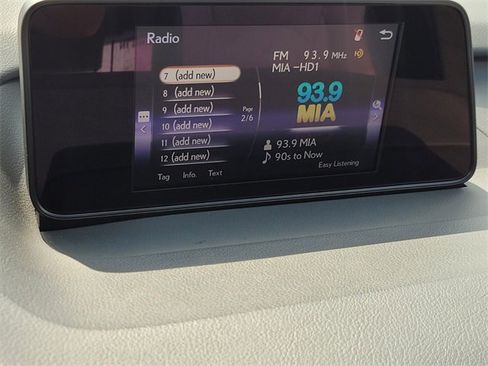 Radio
FM 93.9 MHz
MIA -HD1
7 (add new)
8 (add new)
9 (add new)
10 (add new)
11 (add new)
12 (add new)
Page
2/6
93.9
MIA
93.9 MIA
90s to Now
Easy Listening
Tag Info. Text